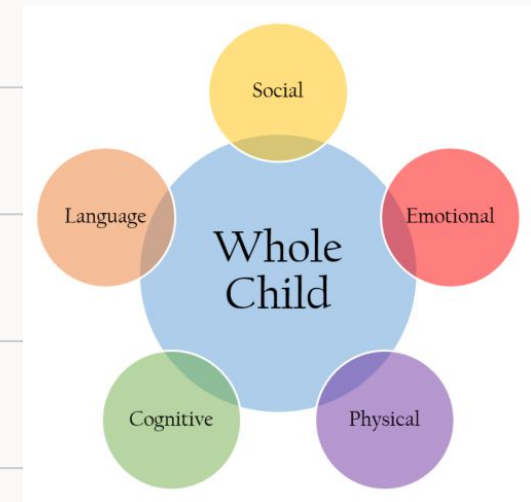 Social
Language
Emotional
Whole
Child
Cognitive
Physical